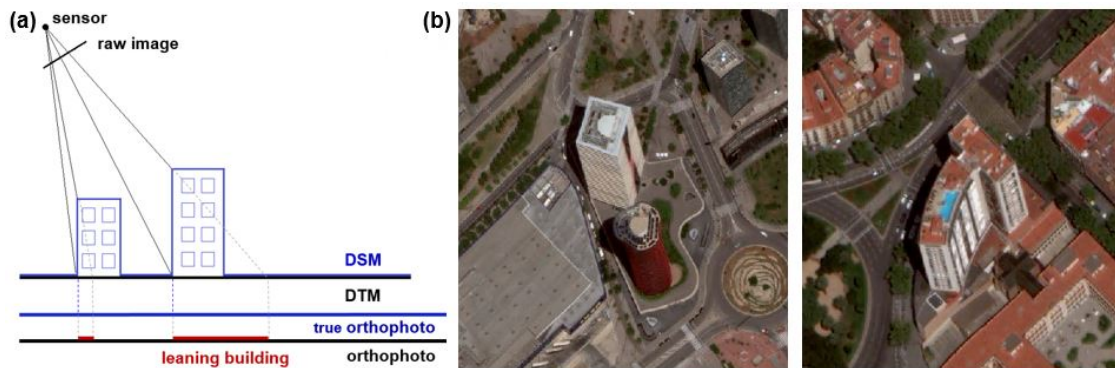 (a)
sensor
raw image
DSM
DTM
true orthophoto
leaning building
orthophoto
(b)